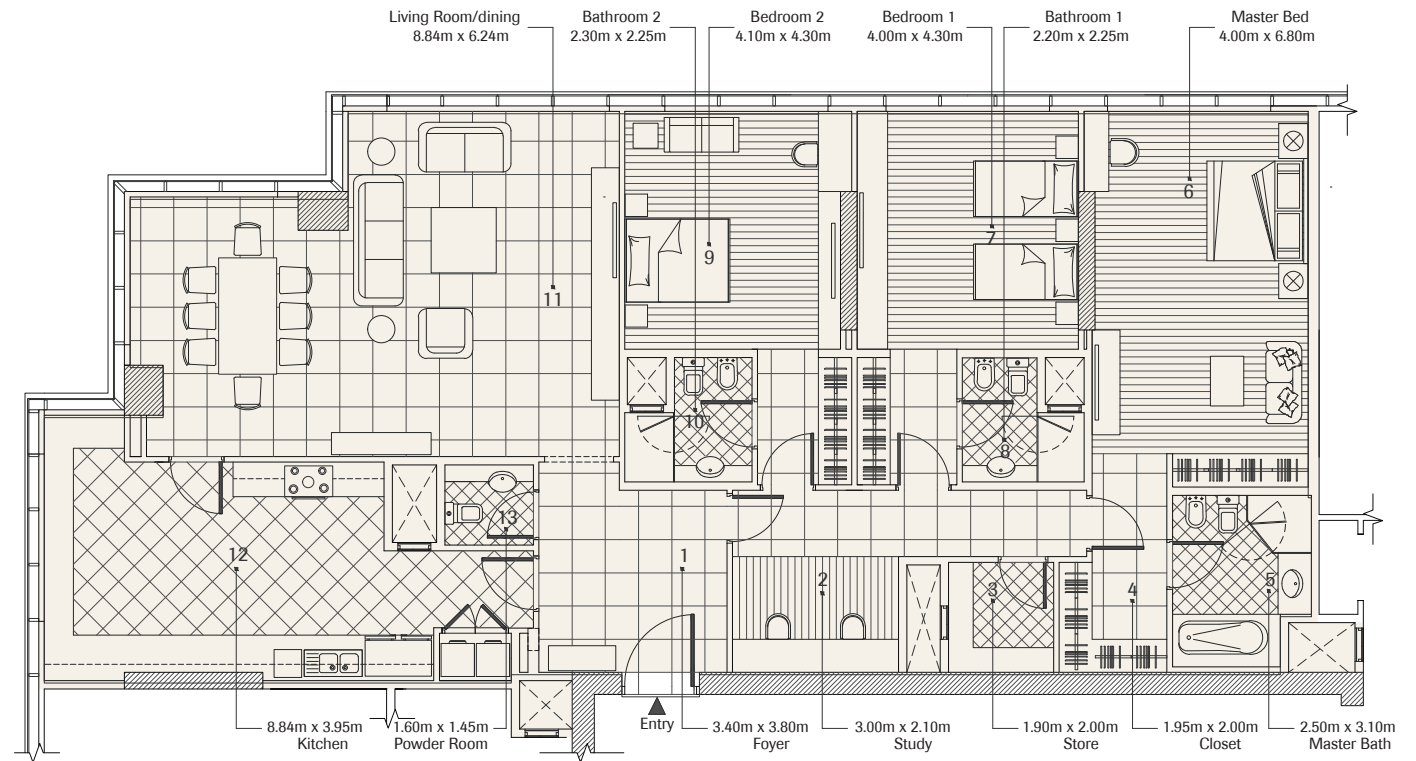 Living Room/dining
8.84m x 6.24m
Bathroom 2
2.30m x 2.25m
Bedroom 2
4.10m x 4.30m
Bedroom 1
4.00m x 4.30m
Bathroom 1
2.20m x 2.25m
Master Bed
4.00m x 6.80m
6
7
9
11
10
8
13
12
1
2
3
4
5
Entry
8.84m x 3.95m
Kitchen
1.60m x 1.45m
Powder Room
3.40m x 3.80m
Foyer
3.00m x 2.10m
Study
1.90m x 2.00m
Store
1.95m x 2.00m
Closet
2.50m x 3.10m
Master Bath